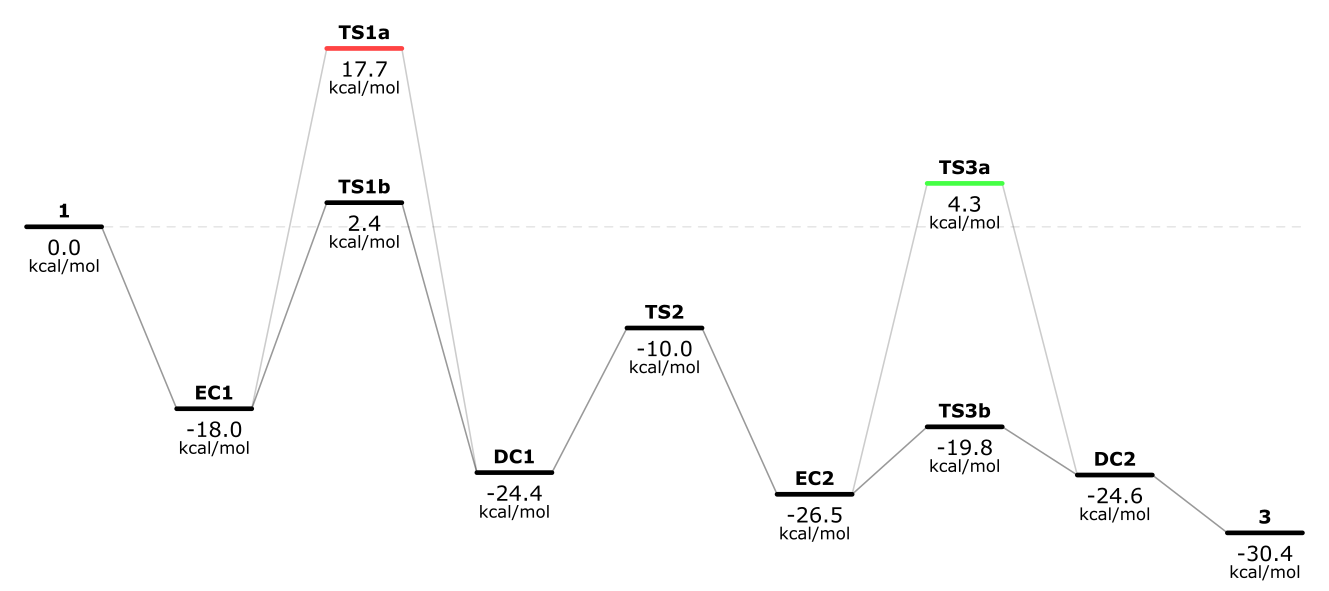 TS1a
17.7
kcal/mol
TS3a
4.3
kcal/mol
TS1b
2.4
kcal/mol
1
0.0
kcal/mol
TS2
-10.0
kcal/mol
EC1
-18.0
kcal/mol
TS3b
-19.8
kcal/mol
DC1
-24.4
kcal/mol
DC2
-24.6
kcal/mol
EC2
-26.5
kcal/mol
3
-30.4
kcal/mol